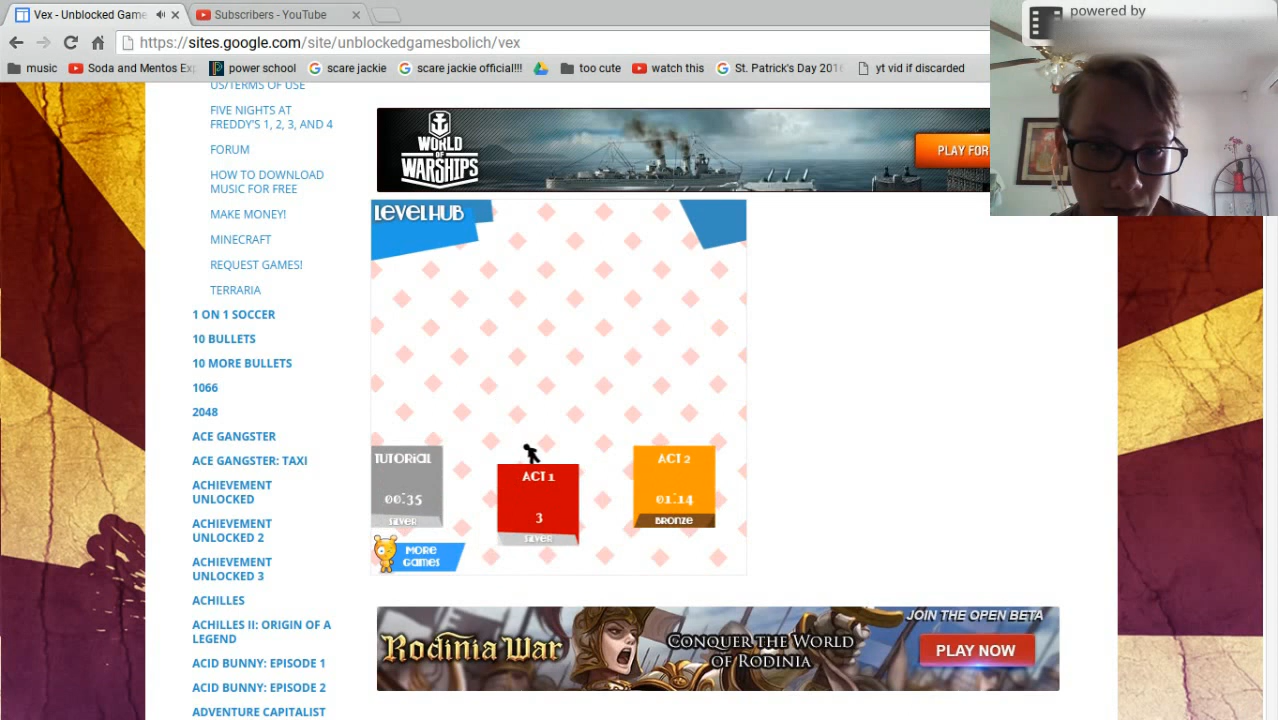 Vex - Unblocked Game
Subscribers - YouTube
powered by
https://sites.google.com/site/unblockedgamesbolich/vex
music
Soda and Mentos Exp
power school
scare jackie
scare jackie official!!!
too cute
watch this
St. Patrick's Day 2016
yt vid if discarded
US/TERMS OF USE
FIVE NIGHTS AT
FREDDY'S 1, 2, 3, AND 4
FORUM
HOW TO DOWNLOAD
MUSIC FOR FREE
MAKE MONEY!
MINECRAFT
REQUEST GAMES!
TERRARIA
1 ON 1 SOCCER
10 BULLETS
10 MORE BULLETS
1066
2048
ACE GANGSTER
ACE GANGSTER: TAXI
ACHIEVEMENT
UNLOCKED
ACHIEVEMENT
UNLOCKED 2
ACHIEVEMENT
UNLOCKED 3
ACHILLES
ACHILLES II: ORIGIN OF A
LEGEND
ACID BUNNY: EPISODE 1
ACID BUNNY: EPISODE 2
ADVENTURE CAPITALIST
WORLD
OF
WARSHIPS
PLAY FOR
LEVEL HUB
TUTORIAL
00:35
SILVER
ACT 1
3
SILVER
ACT 2
01:14
BRONZE
MORE
GAMES
RODINIA WAR
CONQUER THE WORLD
OF RODINIA
JOIN THE OPEN BETA
PLAY NOW